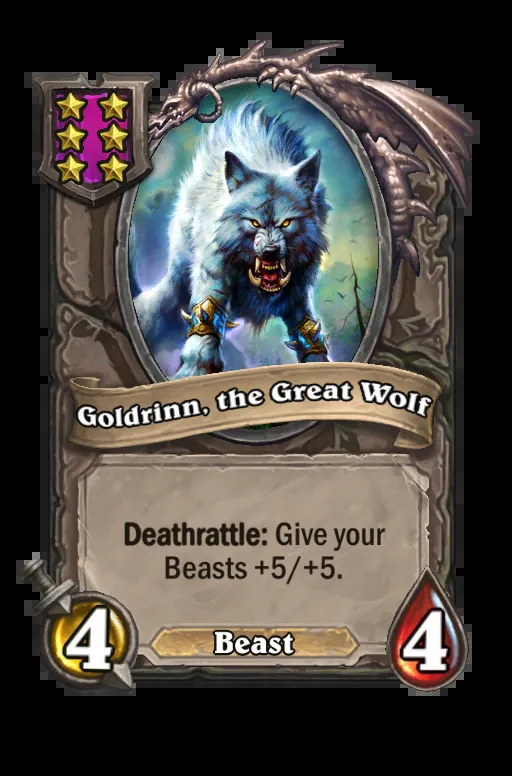 Goldrinn, the Great Wolf
Deathrattle: Give your
Beasts +5/+5.
4
Beast
4